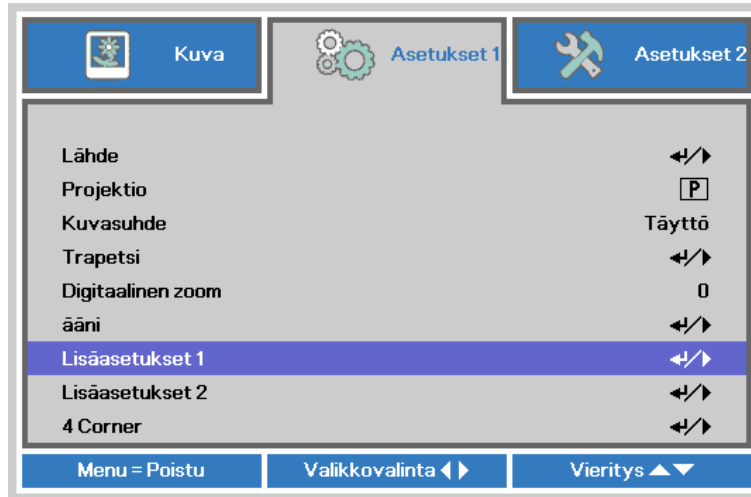 Kuva
Asetukset 1
Asetukset 2
Lähde
Projektio P
Kuvasuhde Täyttö
Trapetsi
Digitaalinen zoom 0
ääni
Lisäasetukset 1
Lisäasetukset 2
4 Corner
Menu = Poistu
Valikkovalinta
Vieritys